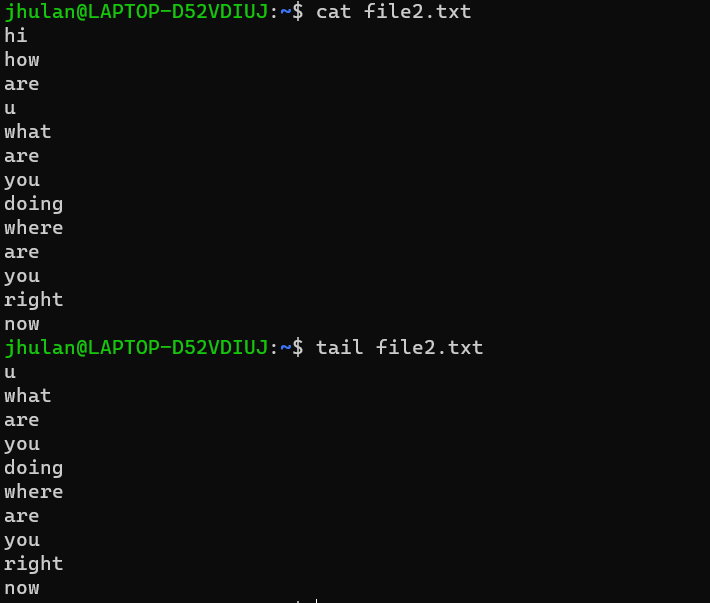 jhulan@LAPTOP-D52VDIUJ:~$ cat file2.txt
hi
how
are
u
what
are
you
doing
where
are
you
right
now
jhulan@LAPTOP-D52VDIUJ:~$ tail file2.txt
u
what
are
you
doing
where
are
you
right
now